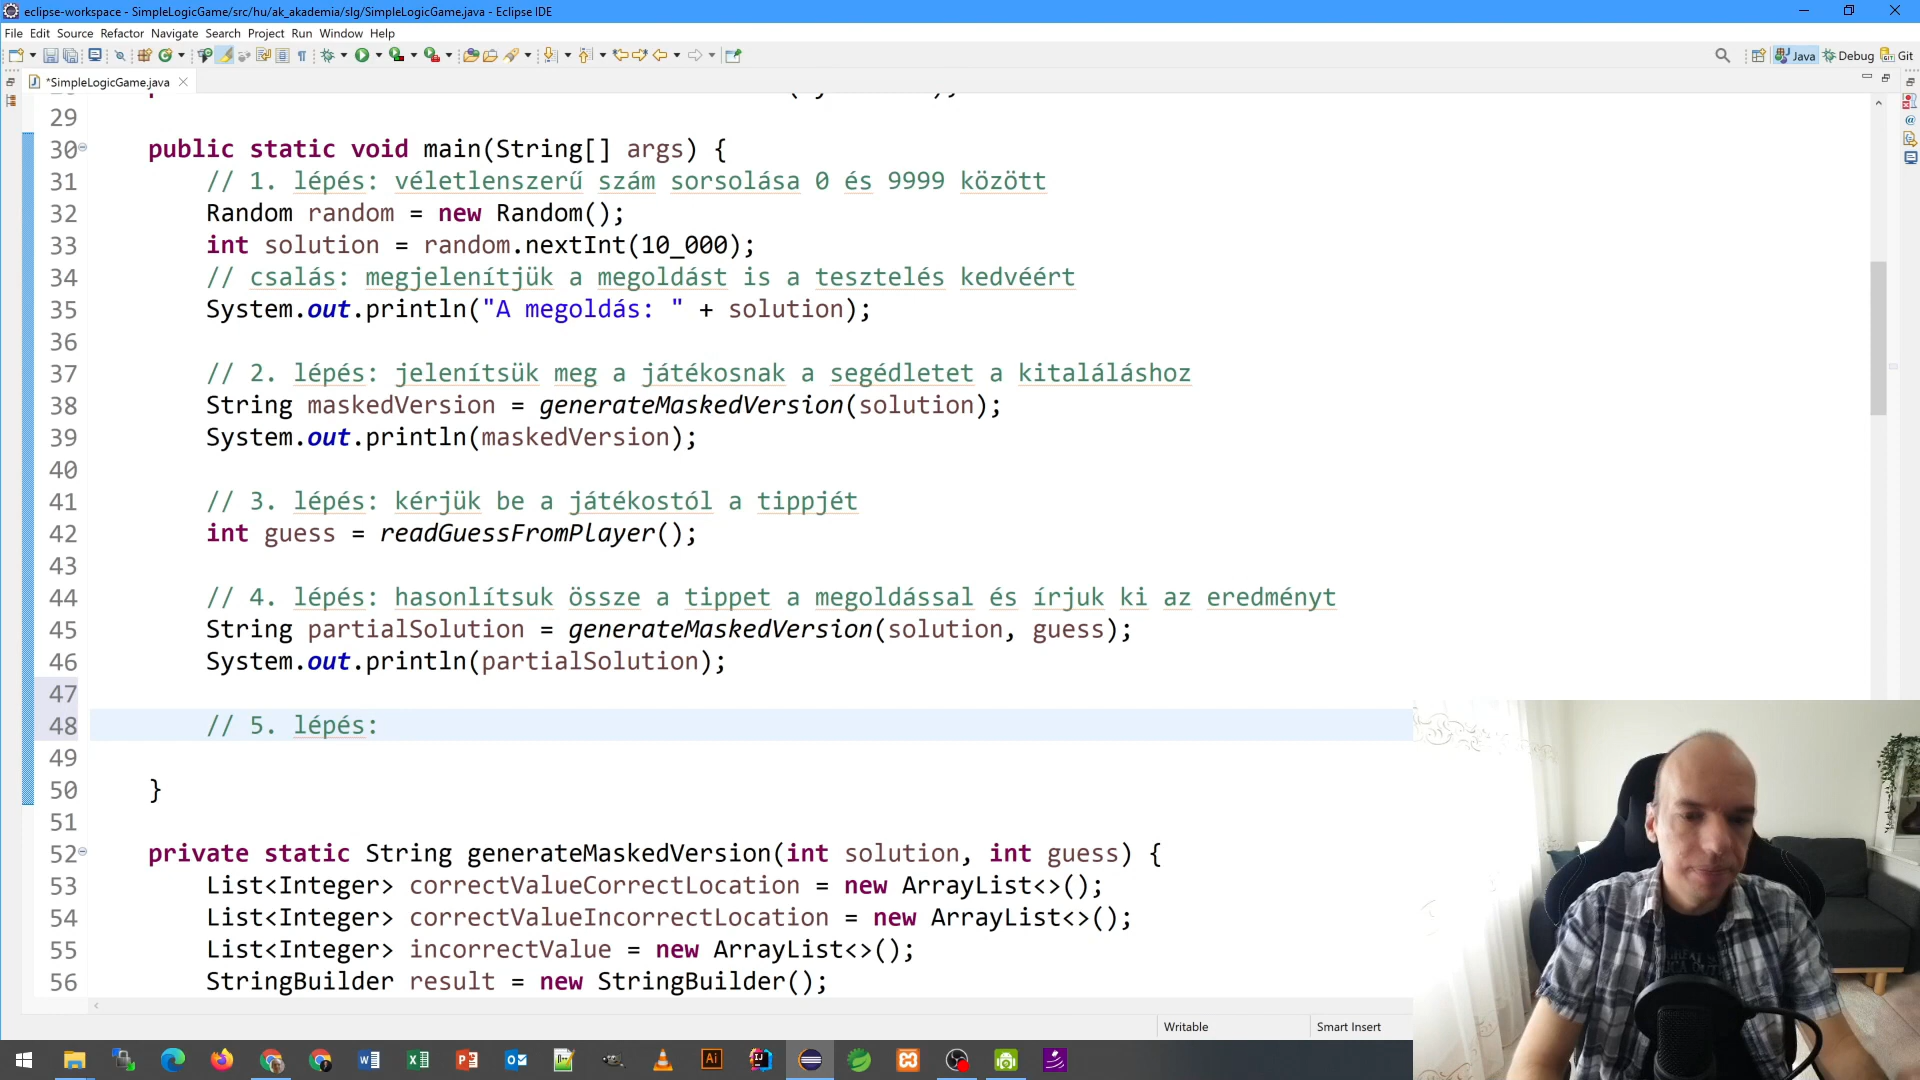 eclipse-workspace - SimpleLogicGame/src/hu/ak_akademia/slg/SimpleLogicGame.java - Eclipse IDE
File Edit Source Refactor Navigate Search Project Run Window Help
Java Debug Git
*SimpleLogicGame.java
29
30 public static void main(String[] args) {
31 // 1. lépés: véletlenszerű szám sorsolása 0 és 9999 között
32 Random random = new Random();
33 int solution = random.nextInt(10_000);
34 // csalás: megjelenítjük a megoldást is a tesztelés kedvéért
35 System.out.println("A megoldás: " + solution);
36
37 // 2. lépés: jelenítsük meg a játékosnak a segédletet a kitaláláshoz
38 String maskedVersion = generateMaskedVersion(solution);
39 System.out.println(maskedVersion);
40
41 // 3. lépés: kérjük be a játékostól a tippjét
42 int guess = readGuessFromPlayer();
43
44 // 4. lépés: hasonlítsuk össze a tippet a megoldással és írjuk ki az eredményt
45 String partialSolution = generateMaskedVersion(solution, guess);
46 System.out.println(partialSolution);
47
48 // 5. lépés:
49
50 }
51
52 private static String generateMaskedVersion(int solution, int guess) {
53 List<Integer> correctValueCorrectLocation = new ArrayList<>();
54 List<Integer> correctValueIncorrectLocation = new ArrayList<>();
55 List<Integer> incorrectValue = new ArrayList<>();
56 StringBuilder result = new StringBuilder();
Writable Smart Insert